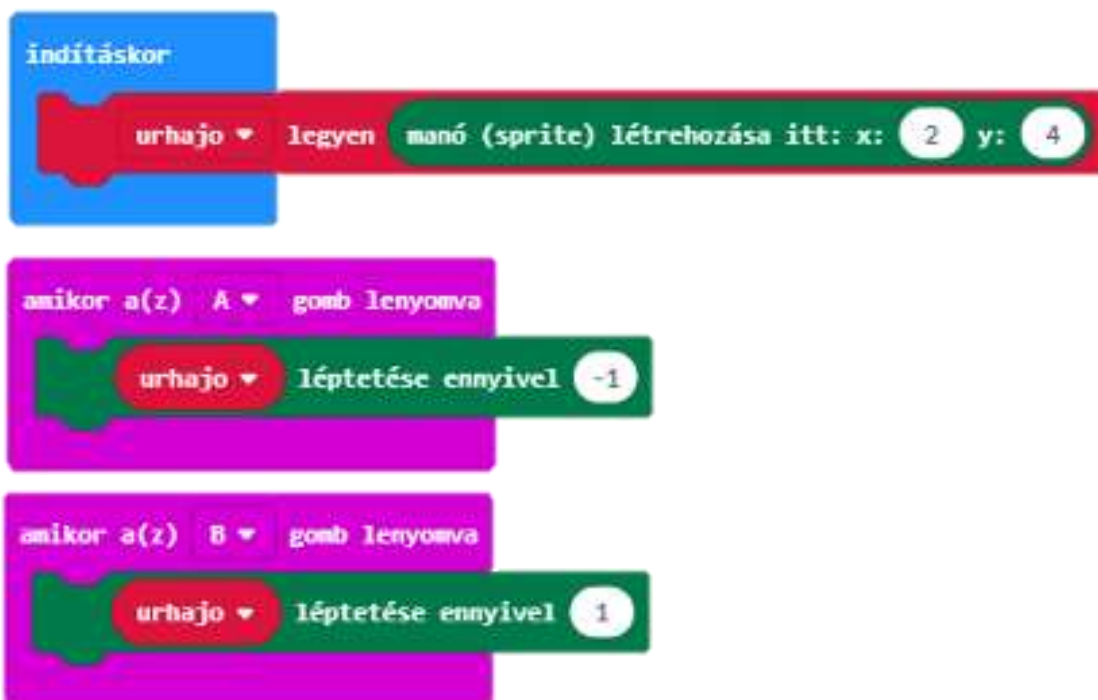 indításkor
urhajo legyen manó (sprite) létrehozása itt: x: 2 y: 4
amikor a(z) A gomb lenyomva
urhajo léptetése ennyivel -1
amikor a(z) B gomb lenyomva
urhajo léptetése ennyivel 1